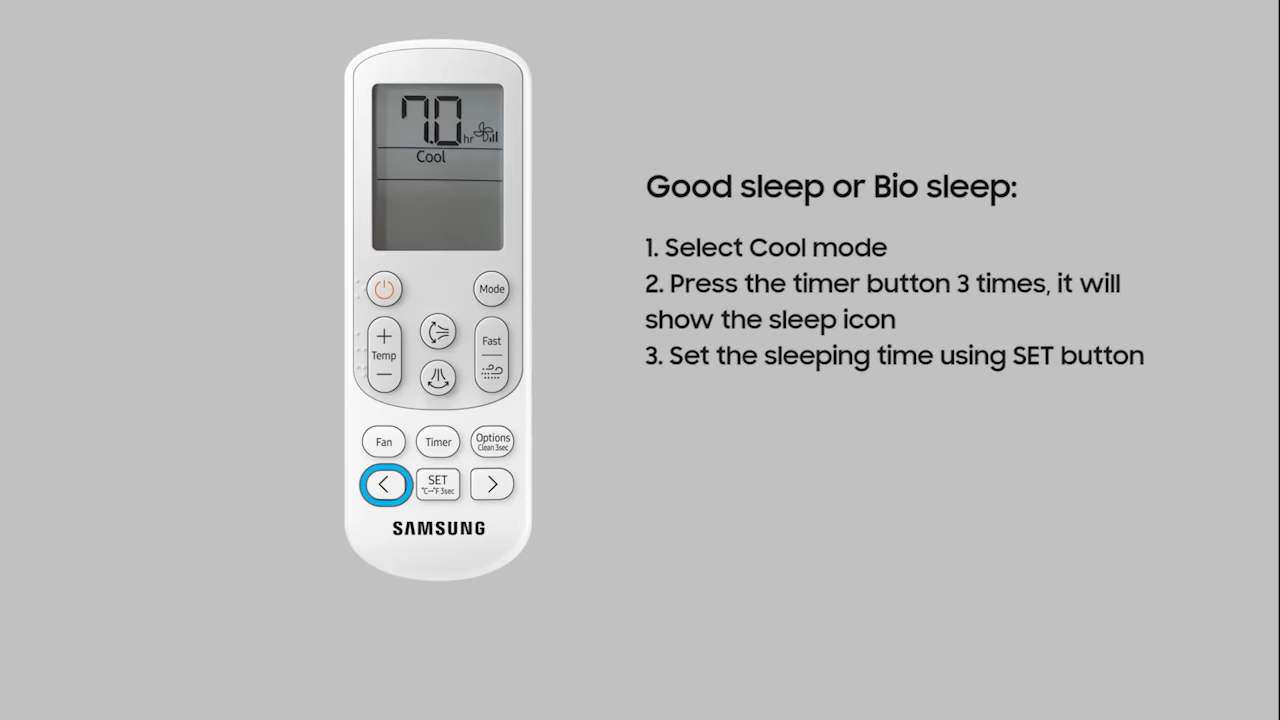 7.0 hr
Cool
Mode
+
Temp
−
Fast
Fan
Timer
Options
Clean 3sec
<
SET
°C↔°F 3sec
>
SAMSUNG
Good sleep or Bio sleep:
1. Select Cool mode
2. Press the timer button 3 times, it will
show the sleep icon
3. Set the sleeping time using SET button